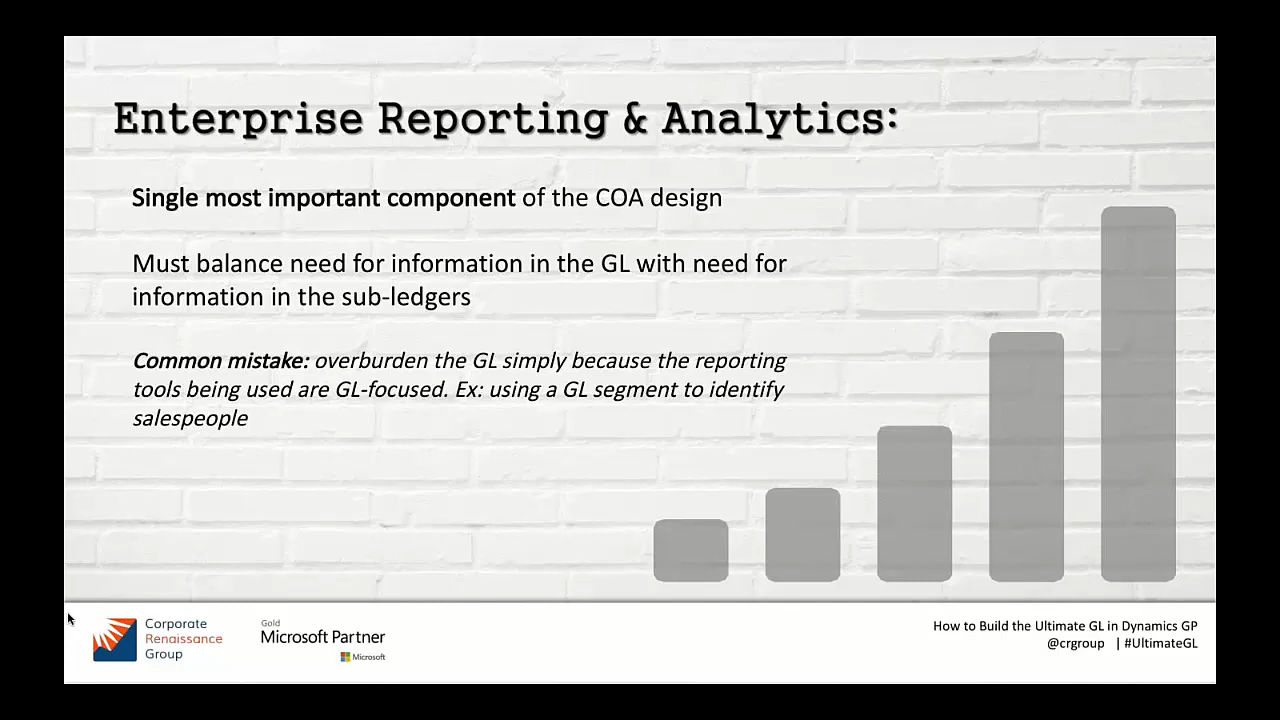 Enterprise Reporting & Analytics:
Single most important component of the COA design
Must balance need for information in the GL with need for
information in the sub-ledgers
Common mistake: overburden the GL simply because the reporting
tools being used are GL-focused. Ex: using a GL segment to identify
salespeople
Corporate
Renaissance
Group
Gold
Microsoft Partner
Microsoft
How to Build the Ultimate GL in Dynamics GP
@crgroup | #UltimateGL